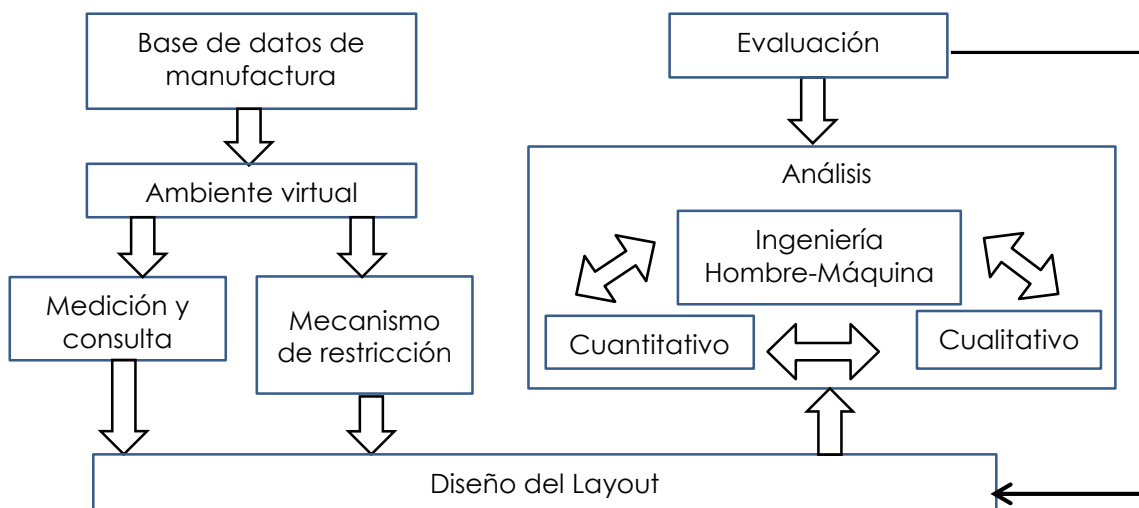 Base de datos de
manufactura
Ambiente virtual
Medición y
consulta
Mecanismo
de restricción
Evaluación
Análisis
Ingeniería
Hombre-Máquina
Cuantitativo
Cualitativo
Diseño del Layout